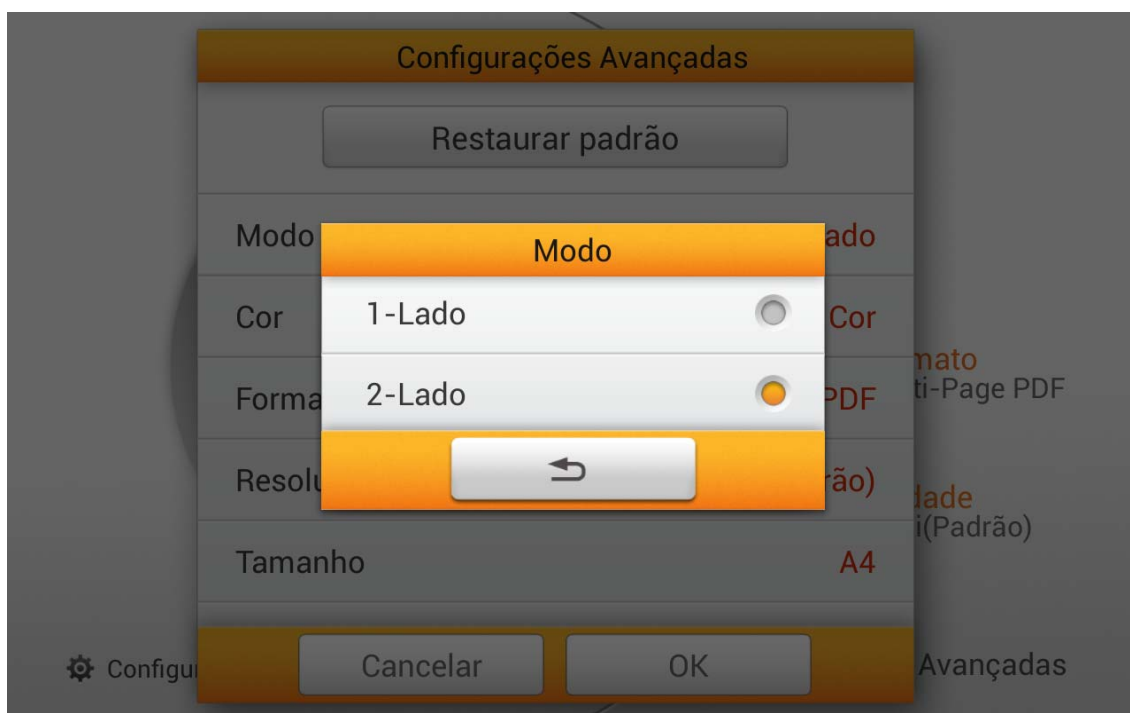 Configurações Avançadas
Restaurar padrão
Modo ado
Modo
1-Lado
Cor Cor
mato
2-Lado
Forma PDF ti-Page PDF
Resolu rão)
dade
i(Padrão)
Tamanho A4
Configu Cancelar OK Avançadas